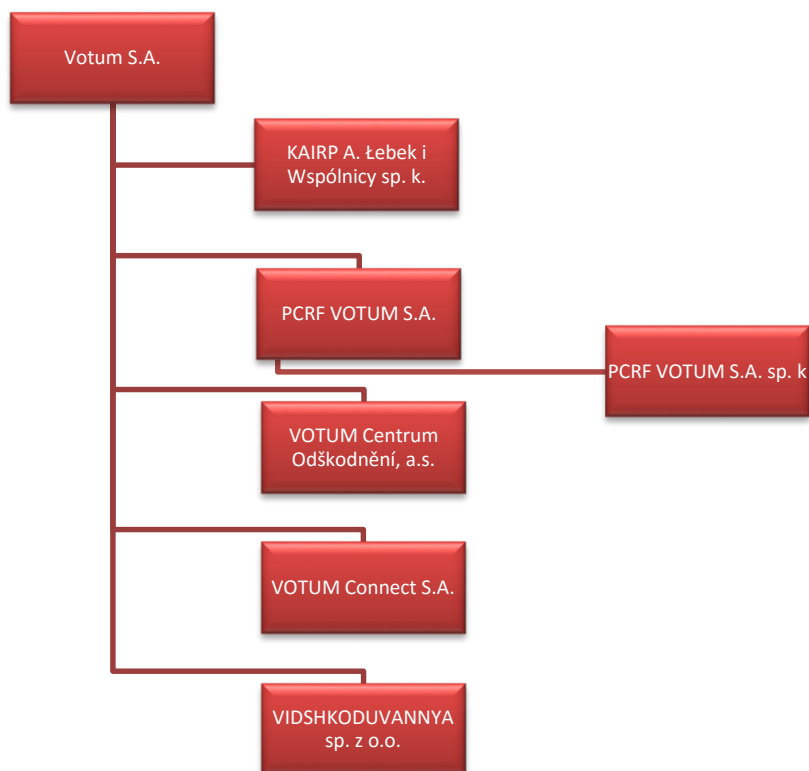 Votum S.A.
KAIRP A. Łebek i
Wspólnicy sp. k.
PCRF VOTUM S.A.
PCRF VOTUM S.A. sp. k
VOTUM Centrum
Odškodnění, a.s.
VOTUM Connect S.A.
VIDSHKODUVANNYA
sp. z o.o.